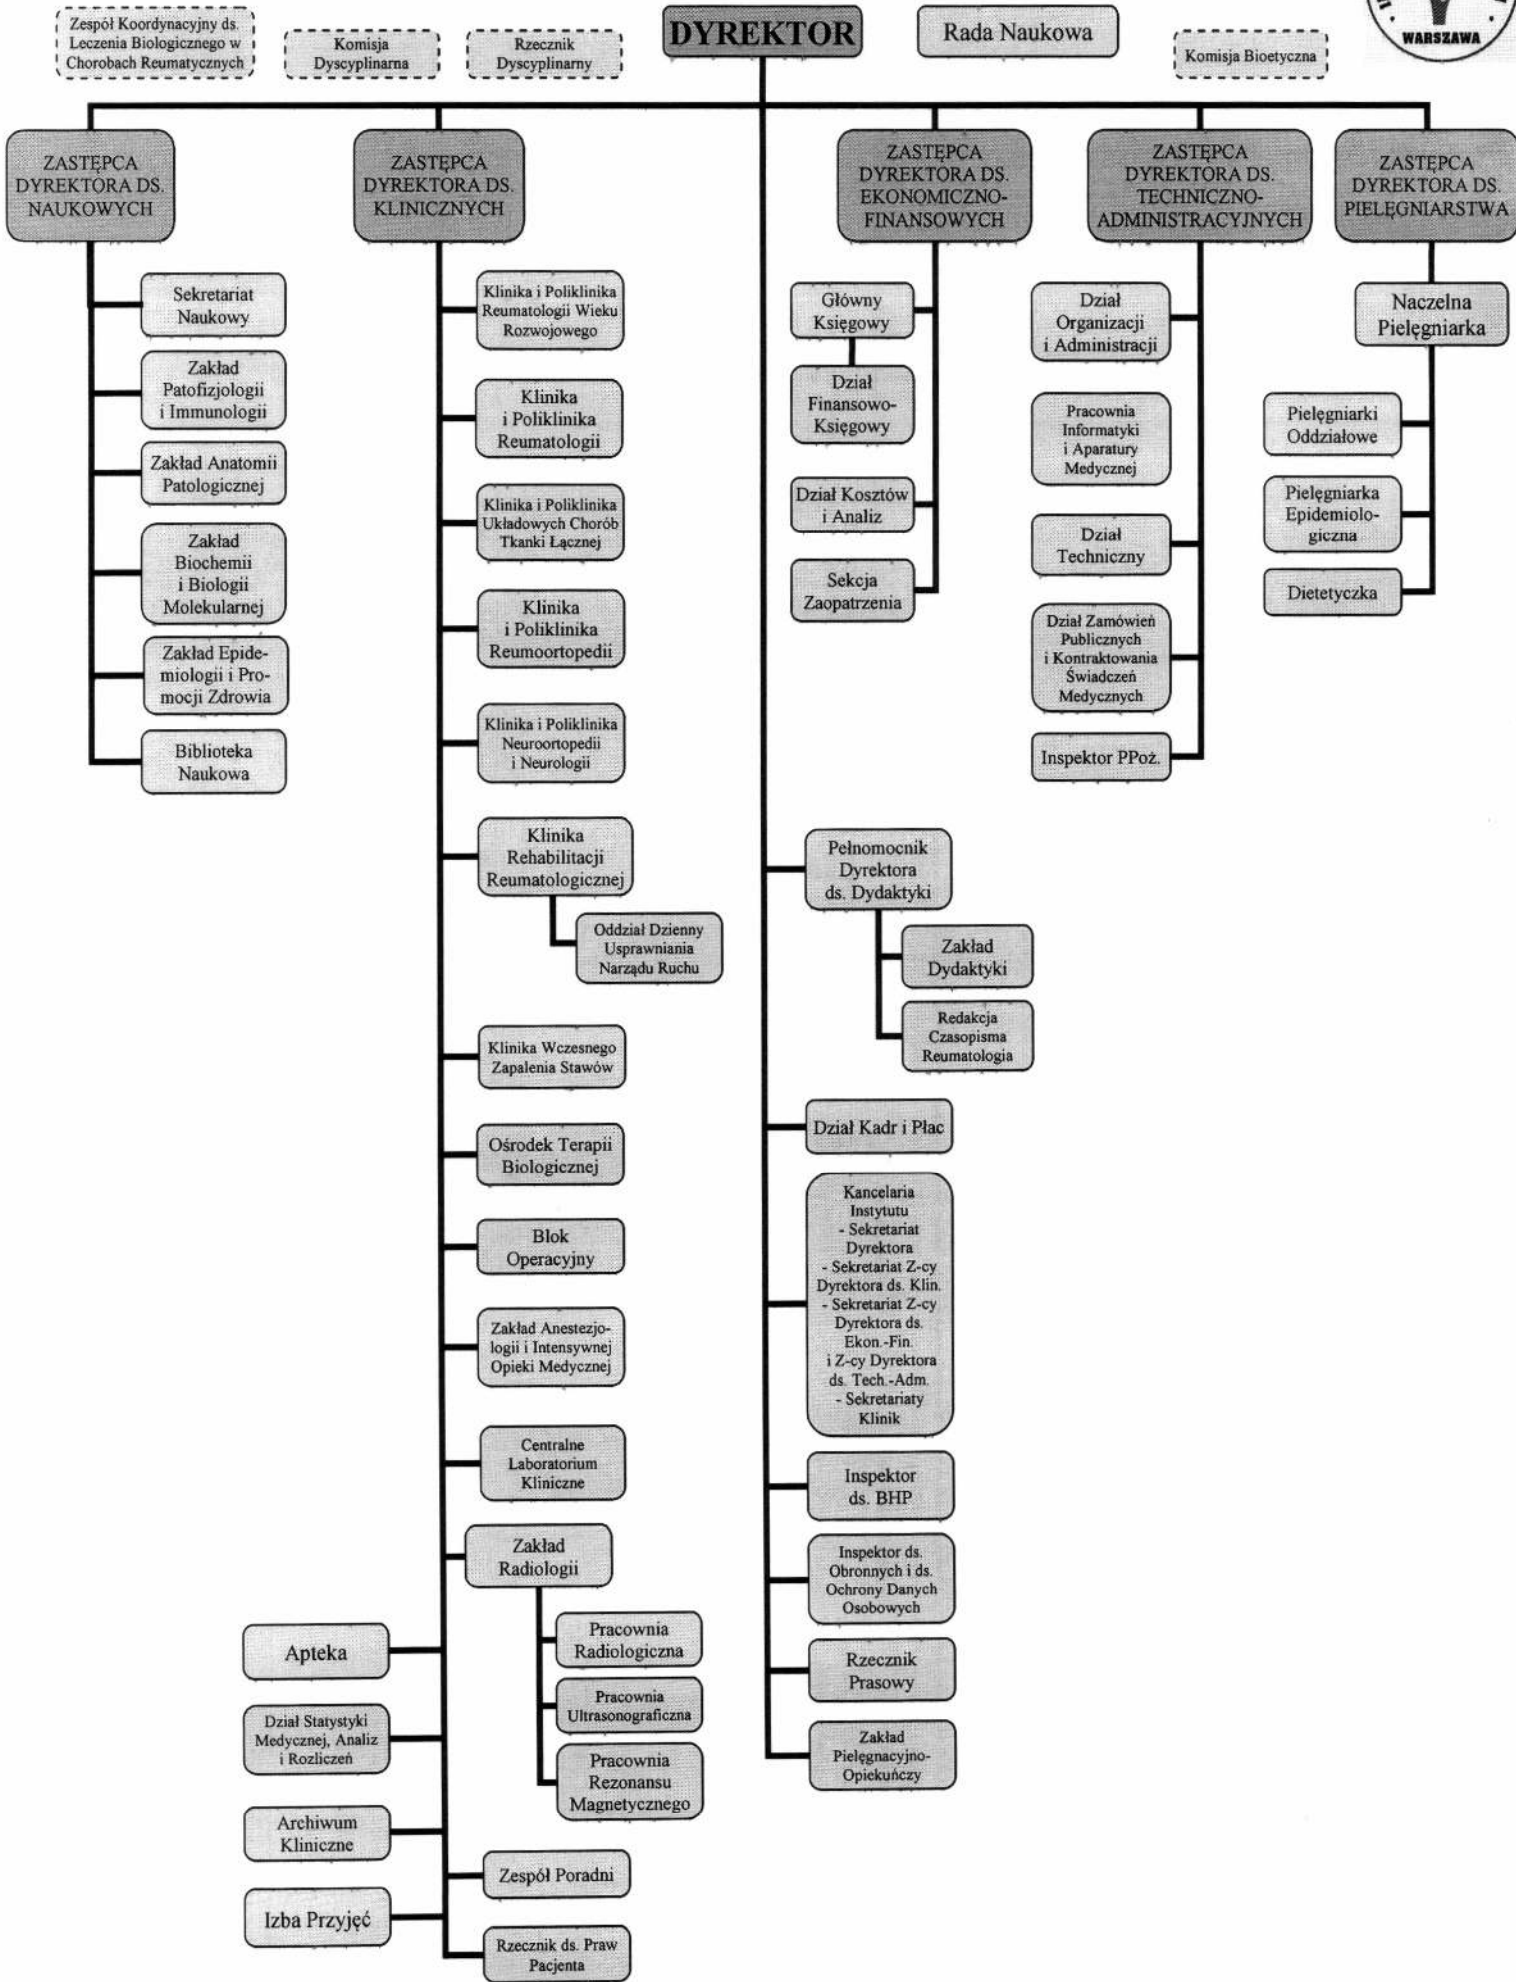 Zespół Koordynacyjny ds.
Leczenia Biologicznego w
Chorobach Reumatycznych
Komisja
Dyscyplinarna
Rzecznik
Dyscyplinarny
DYREKTOR
Rada Naukowa
Komisja Bioetyczna
WARSZAWA
ZASTĘPCA
DYREKTORA DS.
NAUKOWYCH
ZASTĘPCA
DYREKTORA DS.
KLINICZNYCH
ZASTĘPCA
DYREKTORA DS.
EKONOMICZNO-
FINANSOWYCH
ZASTĘPCA
DYREKTORA DS.
TECHNICZNO-
ADMINISTRACYJNYCH
ZASTĘPCA
DYREKTORA DS.
PIELĘGNIARSTWA
Sekretariat
Naukowy
Zakład
Patofizjologii
i Immunologii
Zakład Anatomii
Patologicznej
Zakład
Biochemii
i Biologii
Molekularnej
Zakład Epide-
miologii i Pro-
mocji Zdrowia
Biblioteka
Naukowa
Klinika i Poliklinika
Reumatologii Wieku
Rozwojowego
Klinika
i Poliklinika
Reumatologii
Klinika i Poliklinika
Układowych Chorób
Tkanki Łącznej
Klinika
i Poliklinika
Reumoortopedii
Klinika i Poliklinika
Neuroortopedii
i Neurologii
Klinika
Rehabilitacji
Reumatologicznej
Oddział Dzienny
Usprawniania
Narządu Ruchu
Klinika Wczesnego
Zapalenia Stawów
Ośrodek Terapii
Biologicznej
Blok
Operacyjny
Zakład Anestezjo-
logii i Intensywnej
Opieki Medycznej
Centralne
Laboratorium
Kliniczne
Zakład
Radiologii
Pracownia
Radiologiczna
Pracownia
Ultrasonograficzna
Pracownia
Rezonansu
Magnetycznego
Apteka
Dział Statystyki
Medycznej, Analiz
i Rozliczeń
Archiwum
Kliniczne
Izba Przyjęć
Zespół Poradni
Rzecznik ds. Praw
Pacjenta
Główny
Księgowy
Dział
Finansowo-
Księgowy
Dział Kosztów
i Analiz
Sekcja
Zaopatrzenia
Dział
Organizacji
i Administracji
Pracownia
Informatyki
i Aparatury
Medycznej
Dział
Techniczny
Dział Zamówień
Publicznych
i Kontraktowania
Świadczeń
Medycznych
Inspektor PPoż.
Naczelna
Pielęgniarka
Pielęgniarki
Oddziałowe
Pielęgniarka
Epidemiolo-
giczna
Dietetyczka
Pełnomocnik
Dyrektora
ds. Dydaktyki
Zakład
Dydaktyki
Redakcja
Czasopisma
Reumatologia
Dział Kadr i Płac
Kancelaria
Instytutu
- Sekretariat
Dyrektora
- Sekretariat Z-cy
Dyrektora ds. Klin.
- Sekretariat Z-cy
Dyrektora ds.
Ekon.-Fin.
i Z-cy Dyrektora
ds. Tech.-Adm.
- Sekretariaty
Klinik
Inspektor
ds. BHP
Inspektor ds.
Obronnych i ds.
Ochrony Danych
Osobowych
Rzecznik
Prasowy
Zakład
Pielęgnacyjno-
Opiekuńczy